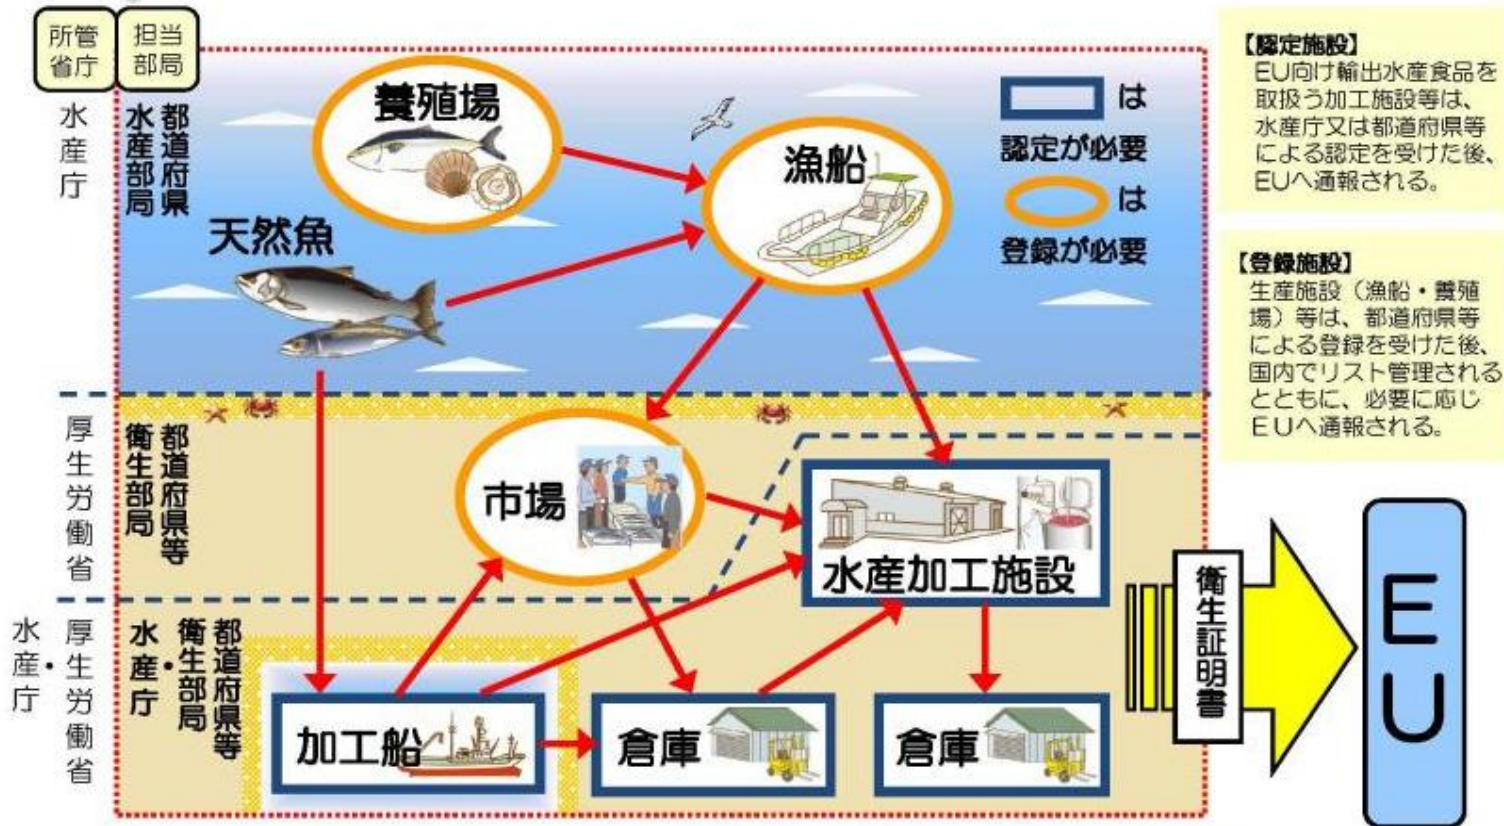 所管
省庁
担当
部局
水産庁
都道府県
水産部局
養殖場
天然魚
漁船
は
認定が必要
は
登録が必要
【認定施設】
EU向け輸出水産食品を
取扱う加工施設等は、
水産庁又は都道府県等
による認定を受けた後、
EUへ通報される。
【登録施設】
生産施設（漁船・養殖
場）等は、都道府県等
による登録を受けた後、
国内でリスト管理される
とともに、必要に応じ
ＥＵへ通報される。
厚生労働省
都道府県等
衛生部局
市場
水産加工施設
厚生労働省・
水産庁
都道府県等
衛生部局・
水産庁
加工船
倉庫
倉庫
衛生証明書
EU